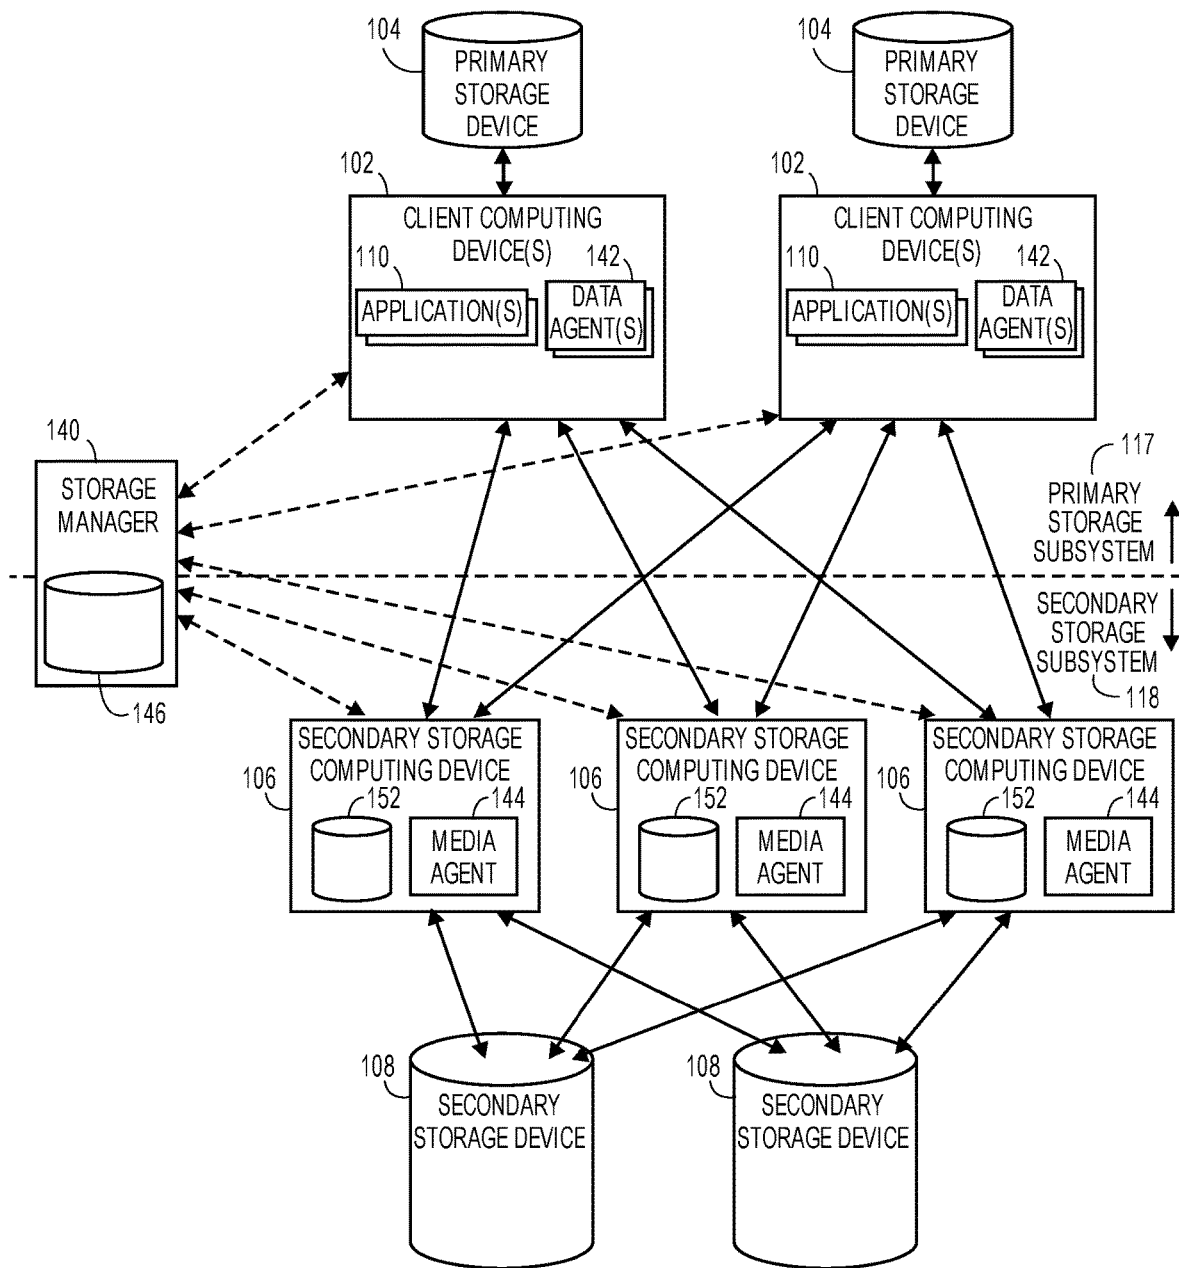 104
PRIMARY
STORAGE
DEVICE
104
PRIMARY
STORAGE
DEVICE
102
CLIENT COMPUTING
DEVICE(S)
110
142
APPLICATION(S)
DATA
AGENT(S)
102
CLIENT COMPUTING
DEVICE(S)
110
142
APPLICATION(S)
DATA
AGENT(S)
140
STORAGE
MANAGER
146
117
PRIMARY
STORAGE
SUBSYSTEM
SECONDARY
STORAGE
SUBSYSTEM
118
SECONDARY STORAGE
COMPUTING DEVICE
106
152
144
MEDIA
AGENT
SECONDARY STORAGE
COMPUTING DEVICE
106
152
144
MEDIA
AGENT
SECONDARY STORAGE
COMPUTING DEVICE
106
152
144
MEDIA
AGENT
108
SECONDARY
STORAGE DEVICE
108
SECONDARY
STORAGE DEVICE